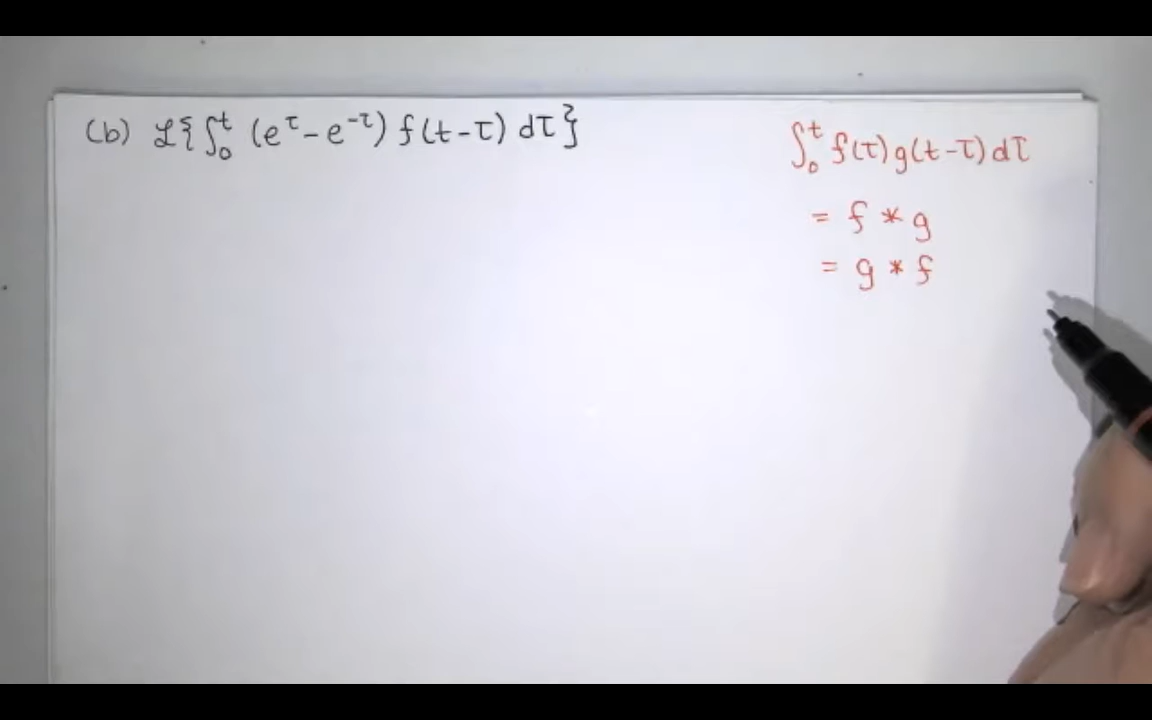 (b) ℒ{∫₀ᵗ (e^τ − e^−τ) f(t−τ) dτ}
∫₀ᵗ f(τ)g(t−τ)dτ
= f * g
= g * f